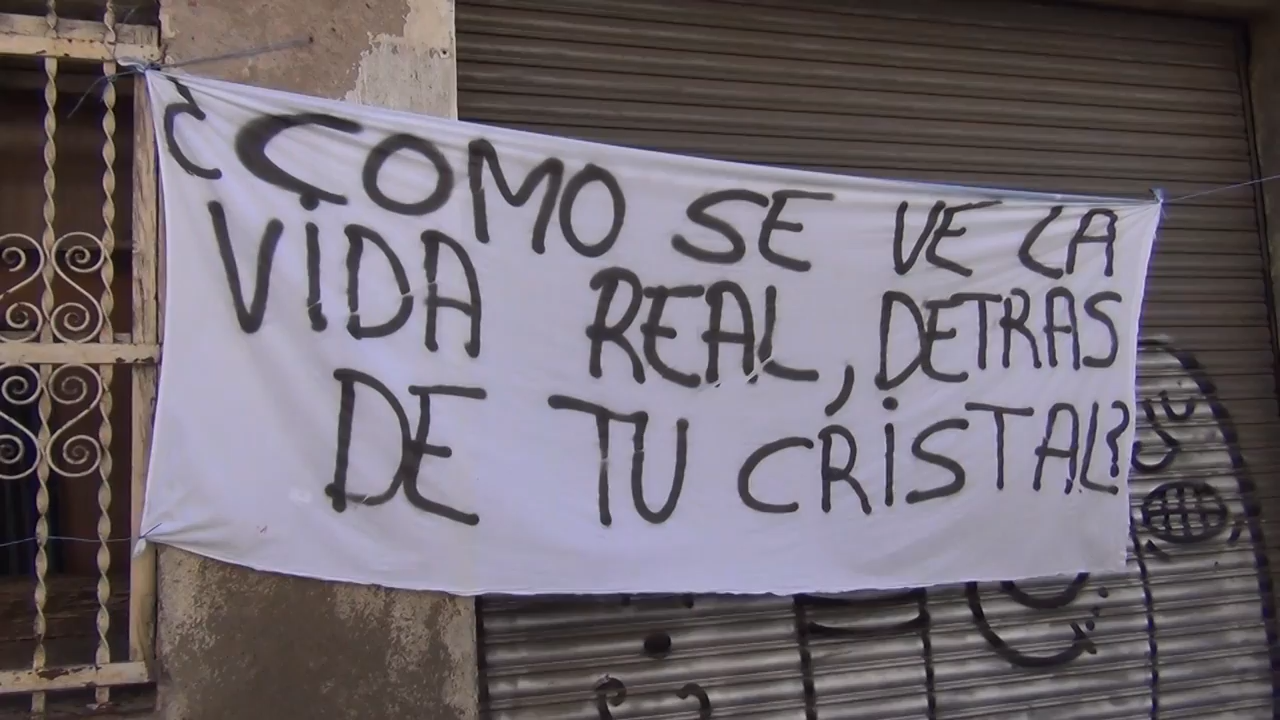 ¿COMO SE VE LA
ViDA REAL, DETRAS
DE TU CRiSTAL?